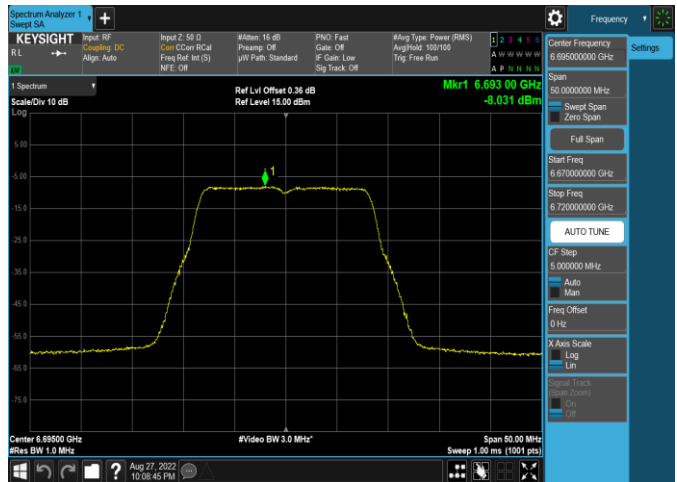 Spectrum Analyzer 1
Swept SA
Frequency
KEYSIGHT
RL
Input: RF
Coupling: DC
Align: Auto
Input Z: 50 Ω
Corr CCorr RCal
Freq Ref: Int (S)
NFE: Off
#Atten: 16 dB
Preamp: Off
µW Path: Standard
PNO: Fast
Gate: Off
IF Gain: Low
Sig Track: Off
#Avg Type: Power (RMS)
Avg|Hold: 100/100
Trig: Free Run
1 2 3 4 5 6
A W W W W W
A P N N N N
1 Spectrum
Scale/Div 10 dB
Log
Ref Lvl Offset 0.36 dB
Ref Level 15.00 dBm
Mkr1 6.693 00 GHz
-8.031 dBm
5.00
-5.00
-15.0
-25.0
-35.0
-45.0
-55.0
-65.0
-75.0
1
Center 6.69500 GHz
#Res BW 1.0 MHz
#Video BW 3.0 MHz*
Span 50.00 MHz
Sweep 1.00 ms (1001 pts)
Aug 27, 2022
10:08:45 PM
Center Frequency
6.695000000 GHz
Settings
Span
50.0000000 MHz
Swept Span
Zero Span
Full Span
Start Freq
6.670000000 GHz
Stop Freq
6.720000000 GHz
AUTO TUNE
CF Step
5.000000 MHz
Auto
Man
Freq Offset
0 Hz
X Axis Scale
Log
Lin
Signal Track
(Span Zoom)
On
Off